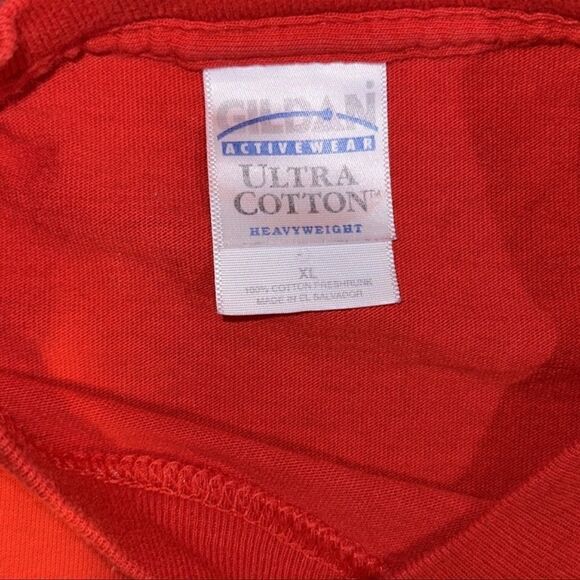 GILDAN
ACTIVEWEAR
ULTRA
COTTON™
HEAVYWEIGHT
XL
100% COTTON PRESHRUNK
MADE IN EL SALVADOR